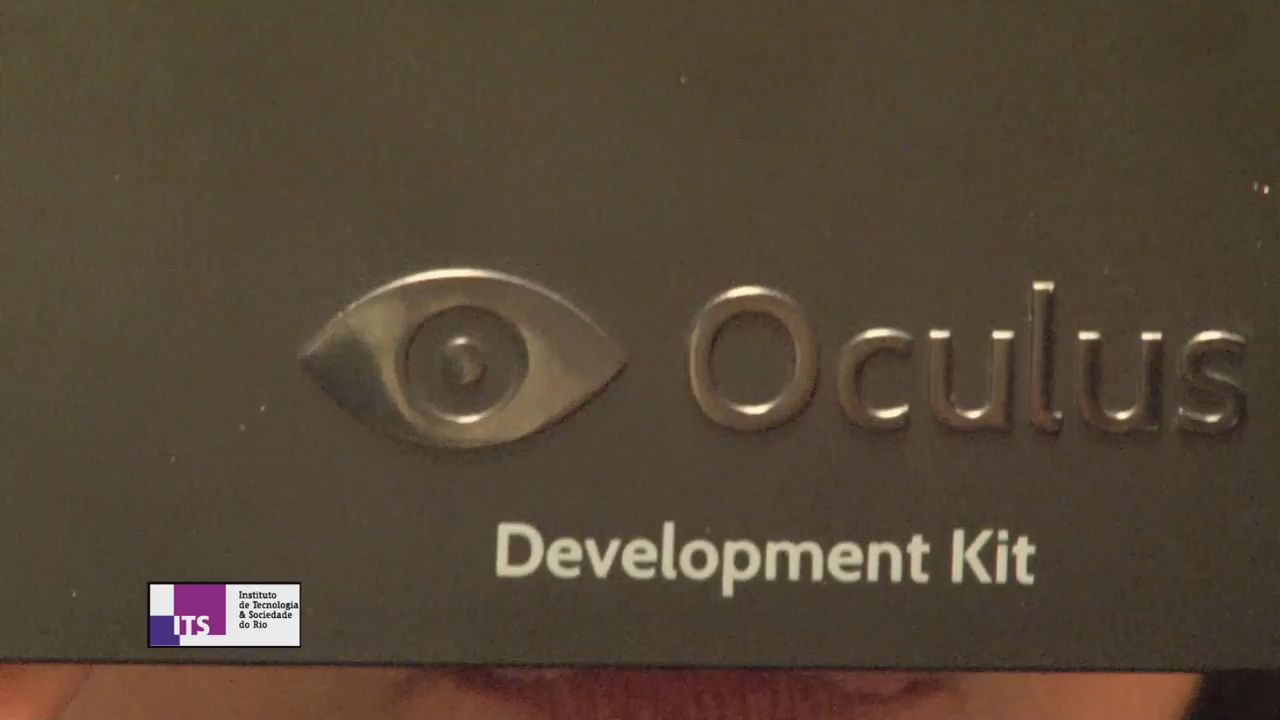 Oculus
Development Kit
ITS
Instituto
de Tecnologia
& Sociedade
do Rio